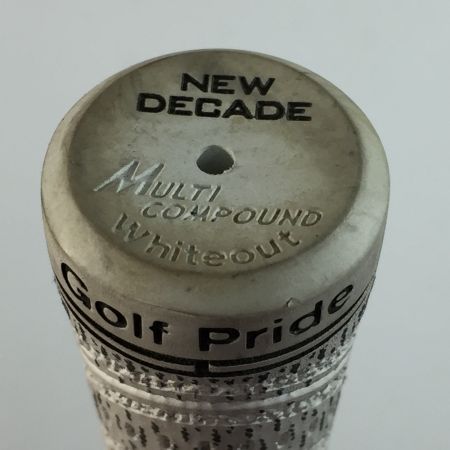 NEW
DECADE
MULTI
COMPOUND
Whiteout
Golf Pride